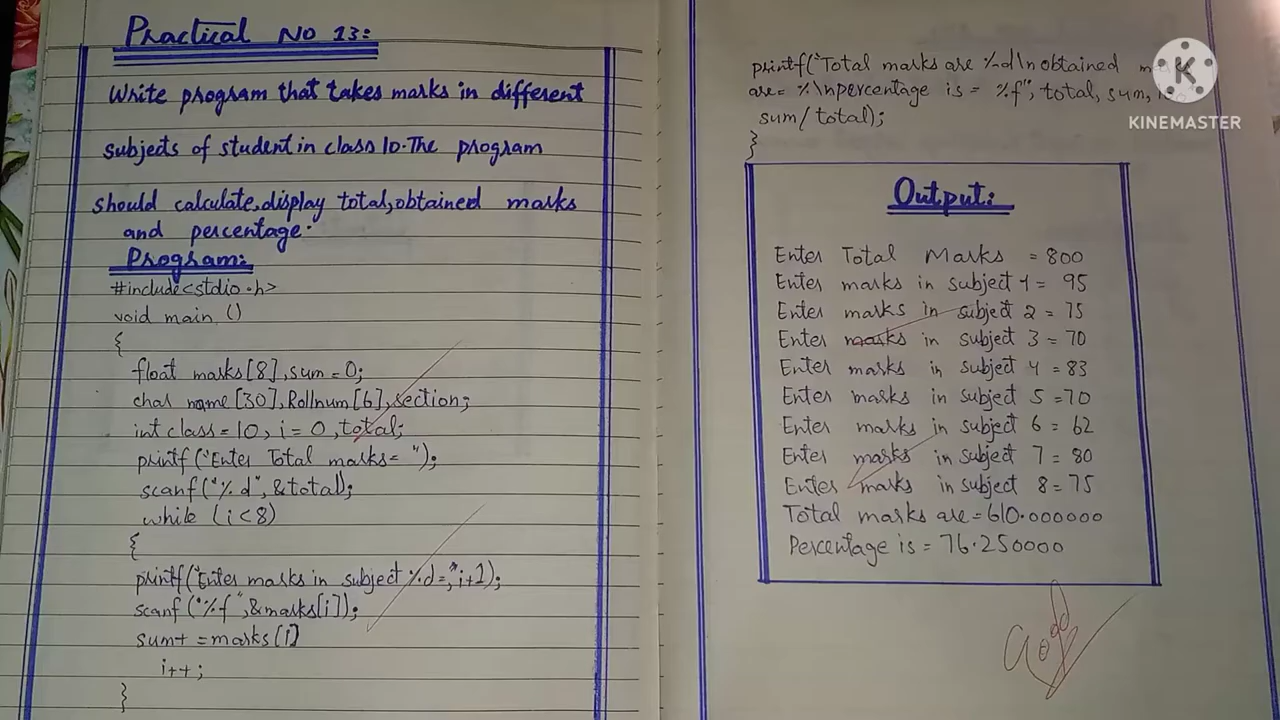 Practical No 13:
Write program that takes marks in different
subjects of student in class 10. The program
should calculate, display total, obtained marks
and percentage.
Program:
#include<stdio.h>
void main ()
{
float marks[8], sum = 0;
char name [30], Rollnum [6], section;
int class = 10, i = 0, total;
printf ("Enter Total marks= ");
scanf ("%d", &total);
while (i < 8)
{
printf("Enter marks in subject %d=," i+1);
scanf ("%f", &marks[i]);
sum+ = marks [i]
i++;
}
printf("Total marks are %d\n obtained
are= %\npercentage is = %f", total, sum,
sum/total);
}
Output:
Enter Total Marks = 800
Enter marks in subject 1 = 95
Enter marks in subject 2 = 75
Enter marks in subject 3 = 70
Enter marks in subject 4 = 83
Enter marks in subject 5 = 70
Enter marks in subject 6 = 62
Enter marks in subject 7 = 80
Enter marks in subject 8 = 75
Total marks are = 610.000000
Percentage is = 76.250000
Good
K
KINEMASTER